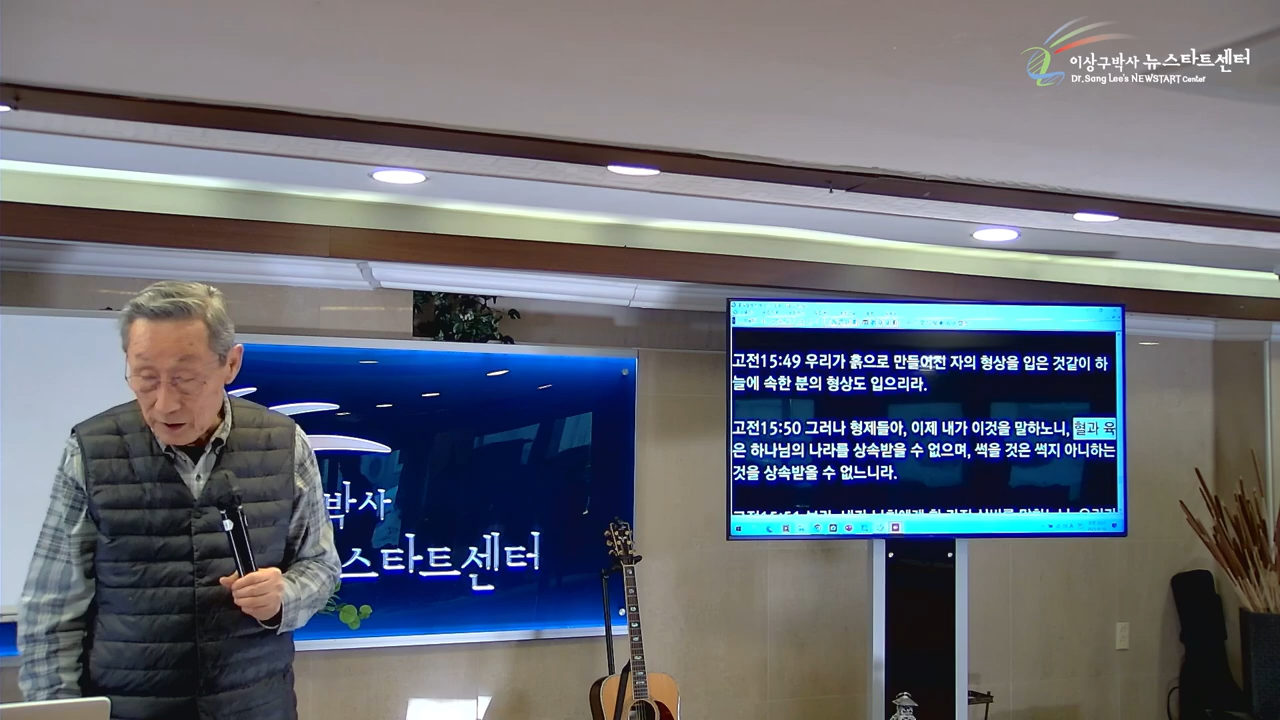 이상구박사 뉴스타트센터
Dr. Sang Lee's NEWSTART Center
고전15:49 우리가 흙으로 만들어진 자의 형상을 입은 것같이 하
늘에 속한 분의 형상도 입으리라.
고전15:50 그러나 형제들아, 이제 내가 이것을 말하노니, 혈과 육
은 하나님의 나라를 상속받을 수 없으며, 썩을 것은 썩지 아니하는
것을 상속받을 수 없느니라.
박사
스타트센터